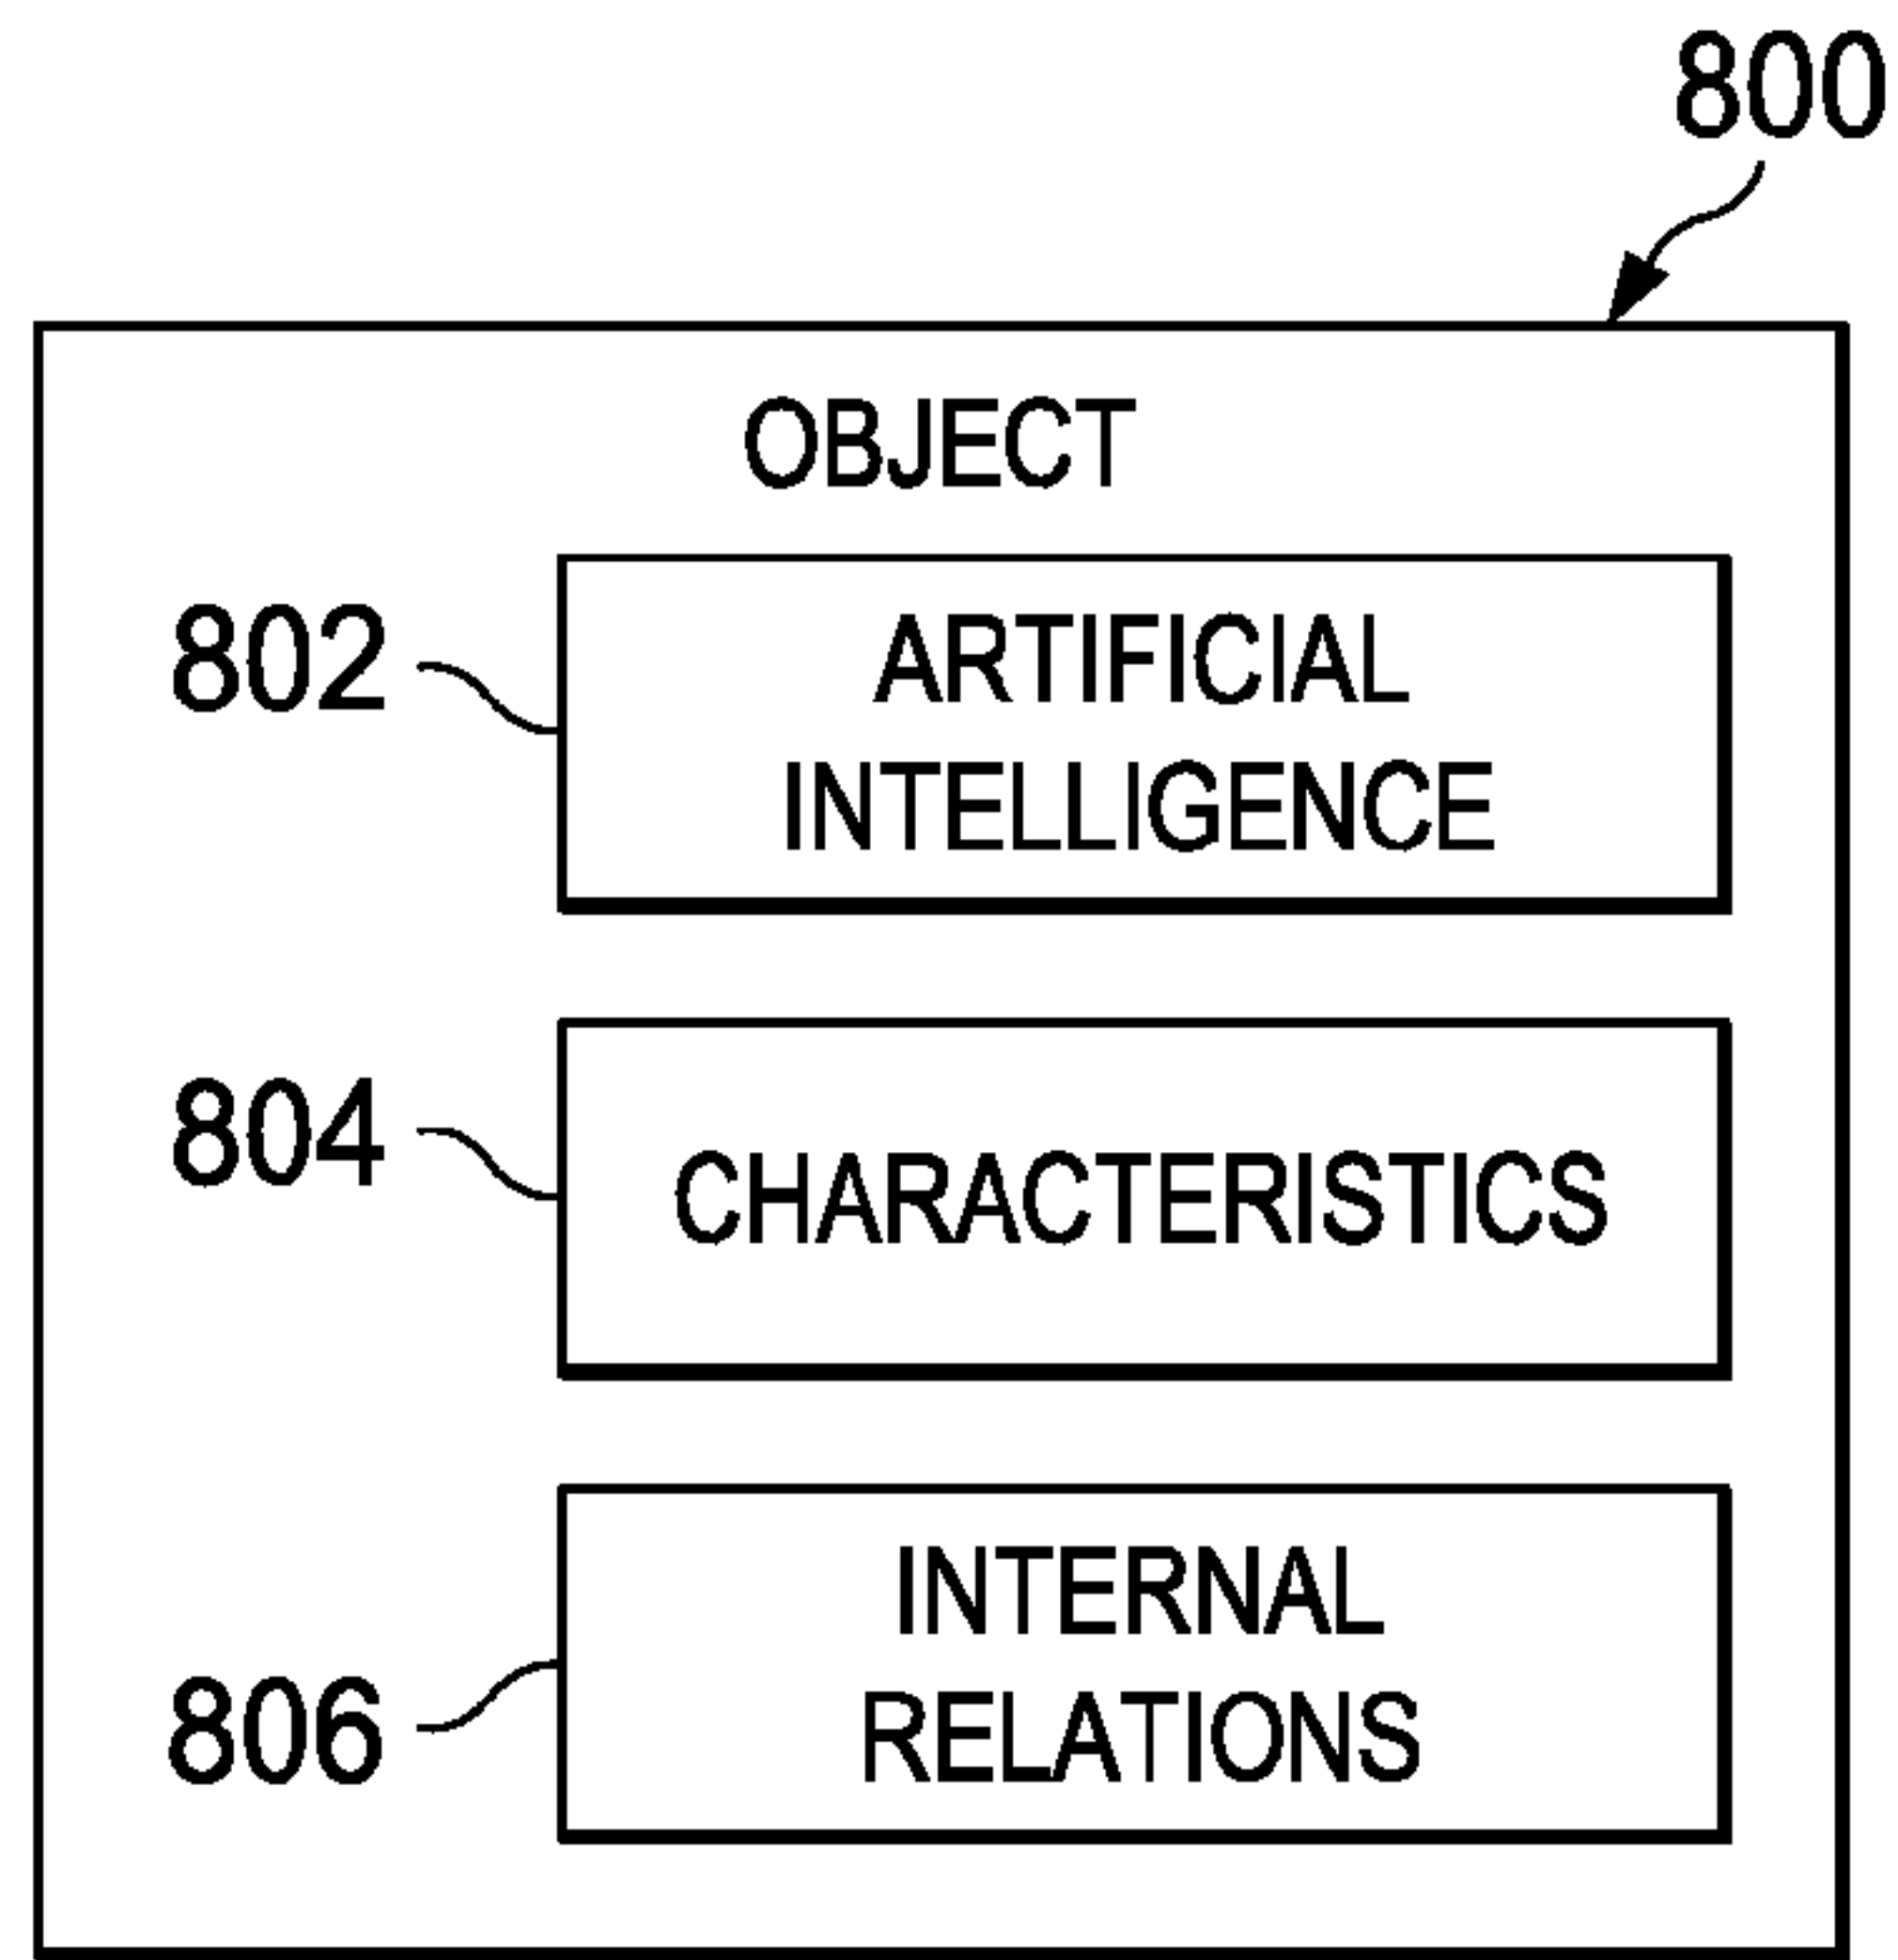 800
OBJECT
802
ARTIFICIAL
INTELLIGENCE
804
CHARACTERISTICS
806
INTERNAL
RELATIONS